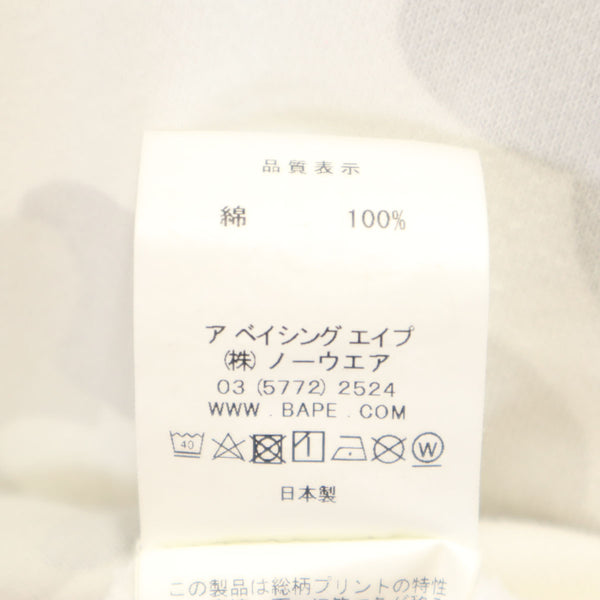 品質表示
綿 100%
ア ベイシング エイプ
(株) ノーウエア
03 (5772) 2524
WWW . BAPE . COM
40 W
日本製
この製品は総柄プリントの特性